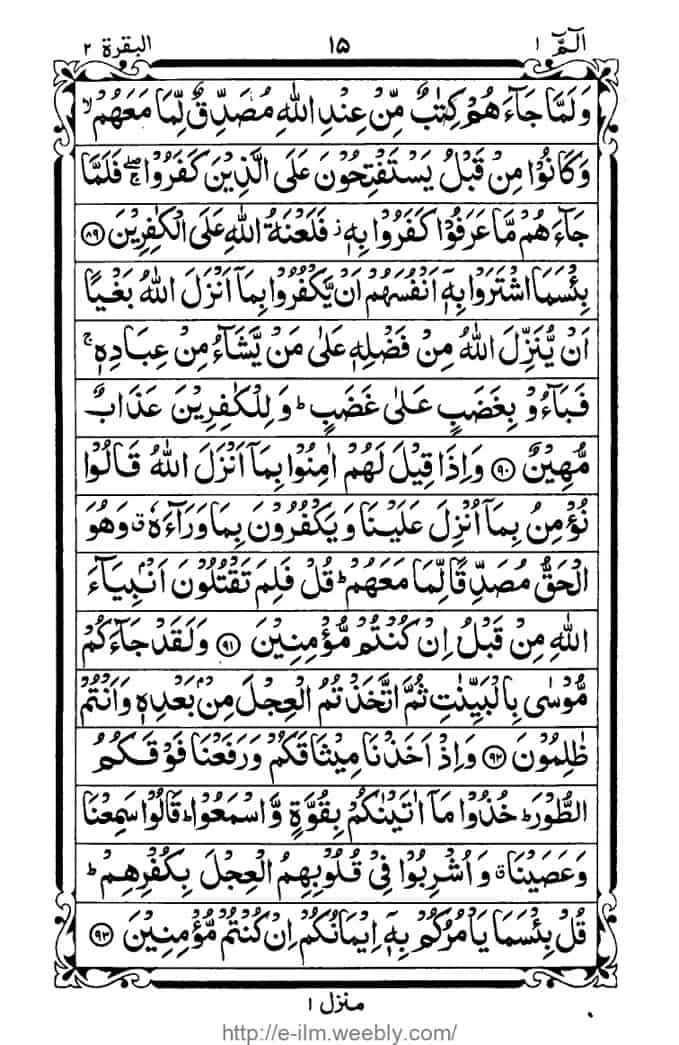 الٓمّٓ ١ ١٥ البقرة ٢
وَلَمَّا جَآءَهُمْ كِتٰبٌ مِّنْ عِنْدِ اللّٰهِ مُصَدِّقٌ لِّمَا مَعَهُمْ ۙ
وَكَانُوْا مِنْ قَبْلُ يَسْتَفْتِحُوْنَ عَلَى الَّذِيْنَ كَفَرُوْا ۚۖ فَلَمَّا
جَآءَهُمْ مَّا عَرَفُوْا كَفَرُوْا بِهٖ ۫ فَلَعْنَةُ اللّٰهِ عَلَى الْكٰفِرِيْنَ ﴿٨٩﴾
بِئْسَمَا اشْتَرَوْا بِهٖٓ اَنْفُسَهُمْ اَنْ يَّكْفُرُوْا بِمَآ اَنْزَلَ اللّٰهُ بَغْيًا
اَنْ يُّنَزِّلَ اللّٰهُ مِنْ فَضْلِهٖ عَلٰى مَنْ يَّشَآءُ مِنْ عِبَادِهٖ ۚ
فَبَآءُوْ بِغَضَبٍ عَلٰى غَضَبٍ ؕ وَلِلْكٰفِرِيْنَ عَذَابٌ
مُّهِيْنٌ ﴿٩٠﴾ وَاِذَا قِيْلَ لَهُمْ اٰمِنُوْا بِمَآ اَنْزَلَ اللّٰهُ قَالُوْا
نُؤْمِنُ بِمَآ اُنْزِلَ عَلَيْنَا وَيَكْفُرُوْنَ بِمَا وَرَآءَهٗ ۗ وَهُوَ
الْحَقُّ مُصَدِّقًا لِّمَا مَعَهُمْ ؕ قُلْ فَلِمَ تَقْتُلُوْنَ اَنْۢبِيَآءَ
اللّٰهِ مِنْ قَبْلُ اِنْ كُنْتُمْ مُّؤْمِنِيْنَ ﴿٩١﴾ وَلَقَدْ جَآءَكُمْ
مُّوْسٰى بِالْبَيِّنٰتِ ثُمَّ اتَّخَذْتُمُ الْعِجْلَ مِنْۢ بَعْدِهٖ وَاَنْتُمْ
ظٰلِمُوْنَ ﴿٩٢﴾ وَاِذْ اَخَذْنَا مِيْثَاقَكُمْ وَرَفَعْنَا فَوْقَكُمُ
الطُّوْرَ ؕ خُذُوْا مَآ اٰتَيْنٰكُمْ بِقُوَّةٍ وَّاسْمَعُوْا ؕ قَالُوْا سَمِعْنَا
وَعَصَيْنَا ۗ وَاُشْرِبُوْا فِيْ قُلُوْبِهِمُ الْعِجْلَ بِكُفْرِهِمْ ؕ
قُلْ بِئْسَمَا يَاْمُرُكُمْ بِهٖٓ اِيْمَانُكُمْ اِنْ كُنْتُمْ مُّؤْمِنِيْنَ ﴿٩٣﴾
منزل ١
http://e-ilm.weebly.com/